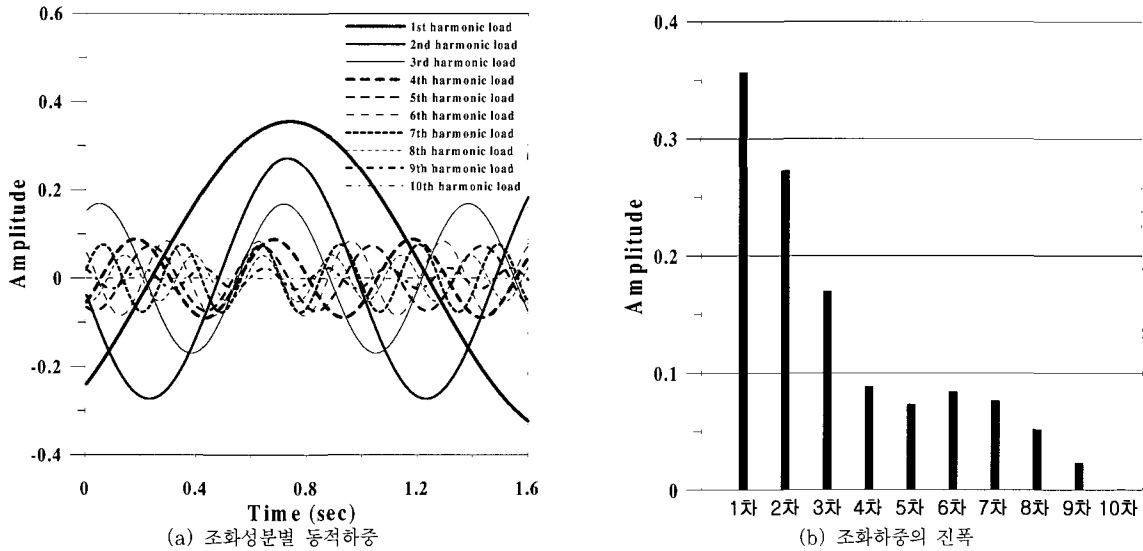 0.6
0.4
0.2
0
-0.2
-0.4
Amplitude
1st harmonic load
2nd harmonic load
3rd harmonic load
4th harmonic load
5th harmonic load
6th harmonic load
7th harmonic load
8th harmonic load
9th harmonic load
10th harmonic load
0 0.4 0.8 1.2 1.6
Time (sec)
(a) 조화성분별 동적하중
0.4
0.3
0.2
0.1
0
Amplitude
1차 2차 3차 4차 5차 6차 7차 8차 9차 10차
(b) 조화하중의 진폭